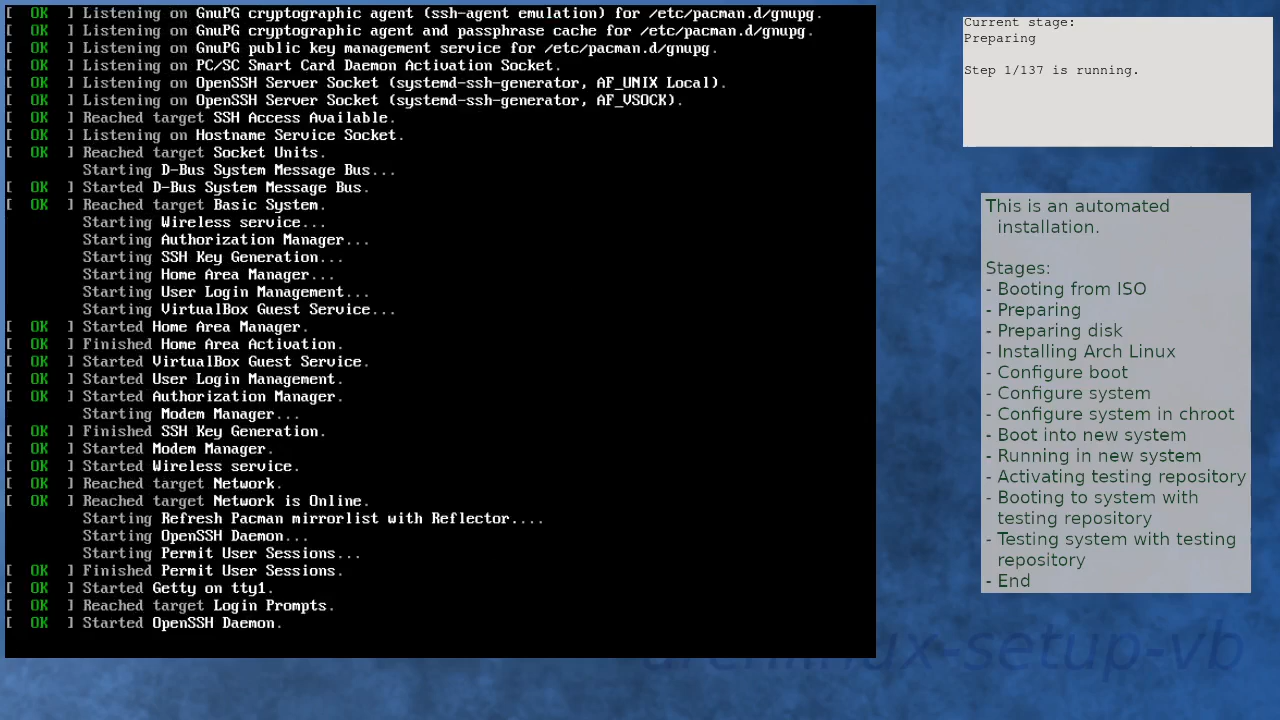 [  OK  ] Listening on GnuPG cryptographic agent (ssh-agent emulation) for /etc/pacman.d/gnupg.
[  OK  ] Listening on GnuPG cryptographic agent and passphrase cache for /etc/pacman.d/gnupg.
[  OK  ] Listening on GnuPG public key management service for /etc/pacman.d/gnupg.
[  OK  ] Listening on PC/SC Smart Card Daemon Activation Socket.
[  OK  ] Listening on OpenSSH Server Socket (systemd-ssh-generator, AF_UNIX Local).
[  OK  ] Listening on OpenSSH Server Socket (systemd-ssh-generator, AF_VSOCK).
[  OK  ] Reached target SSH Access Available.
[  OK  ] Listening on Hostname Service Socket.
[  OK  ] Reached target Socket Units.
Starting D-Bus System Message Bus...
[  OK  ] Started D-Bus System Message Bus.
[  OK  ] Reached target Basic System.
Starting Wireless service...
Starting Authorization Manager...
Starting SSH Key Generation...
Starting Home Area Manager...
Starting User Login Management...
Starting VirtualBox Guest Service...
[  OK  ] Started Home Area Manager.
[  OK  ] Finished Home Area Activation.
[  OK  ] Started VirtualBox Guest Service.
[  OK  ] Started User Login Management.
[  OK  ] Started Authorization Manager.
Starting Modem Manager...
[  OK  ] Finished SSH Key Generation.
[  OK  ] Started Modem Manager.
[  OK  ] Started Wireless service.
[  OK  ] Reached target Network.
[  OK  ] Reached target Network is Online.
Starting Refresh Pacman mirrorlist with Reflector....
Starting OpenSSH Daemon...
Starting Permit User Sessions...
[  OK  ] Finished Permit User Sessions.
[  OK  ] Started Getty on tty1.
[  OK  ] Reached target Login Prompts.
[  OK  ] Started OpenSSH Daemon.
Current stage:
Preparing
Step 1/137 is running.
This is an automated
installation.
Stages:
- Booting from ISO
- Preparing
- Preparing disk
- Installing Arch Linux
- Configure boot
- Configure system
- Configure system in chroot
- Boot into new system
- Running in new system
- Activating testing repository
- Booting to system with
testing repository
- Testing system with testing
repository
- End
archlinux-setup-vb